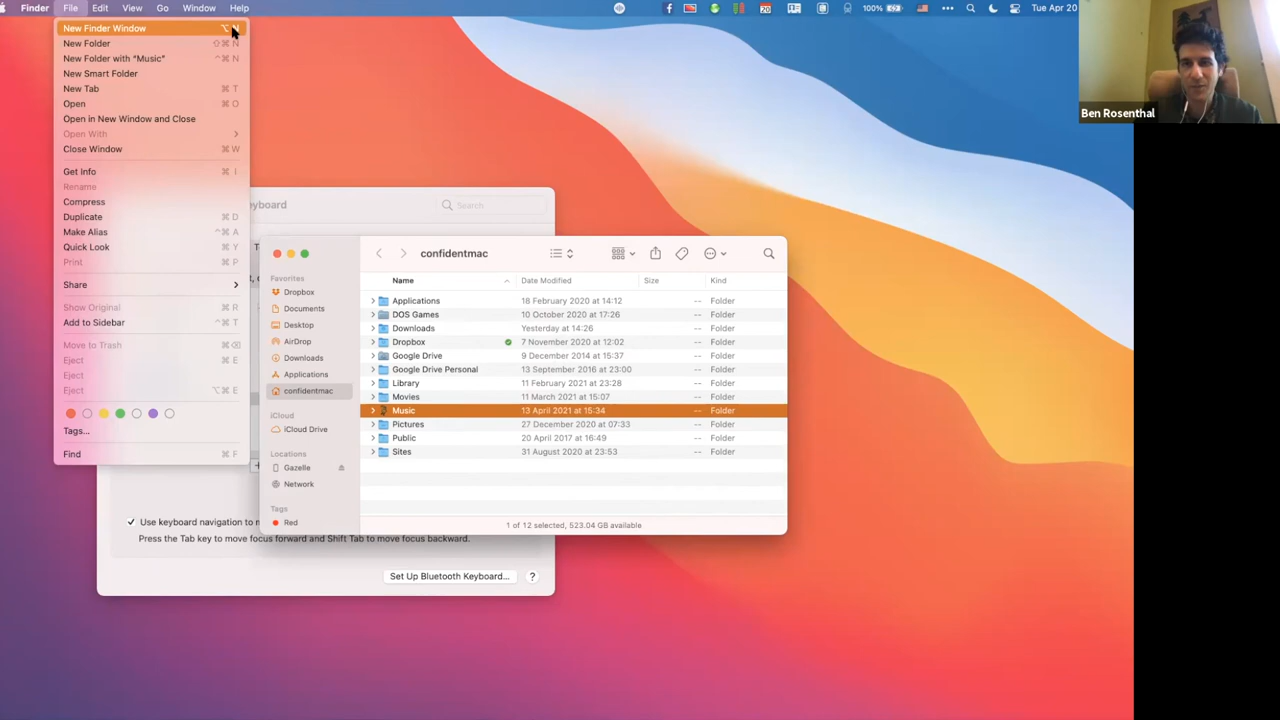 Finder File Edit View Go Window Help 20 100% Tue Apr 20
New Finder Window ⌥
New Folder ⇧⌘ N
New Folder with “Music” ^⌘ N
New Smart Folder
New Tab ⌘ T
Open ⌘ O
Open in New Window and Close
Open With
Close Window ⌘ W
Get Info ⌘ I
Rename
Compress
Duplicate ⌘ D
Make Alias ^⌘ A
Quick Look ⌘ Y
Print ⌘ P
Share
Show Original ⌘ R
Add to Sidebar ^⌘ T
Move to Trash ⌘⌫
Eject ⌘ E
Eject
Eject ⌥⌘ E
Tags...
Find ⌘ F
Ben Rosenthal
eyboard
Search
confidentmac
Favorites
Dropbox
Documents
Desktop
AirDrop
Downloads
Applications
confidentmac
iCloud
iCloud Drive
Locations
Gazelle
Network
Tags
Red
Name Date Modified Size Kind
Applications 18 February 2020 at 14:12 -- Folder
DOS Games 10 October 2020 at 17:26 -- Folder
Downloads Yesterday at 14:26 -- Folder
Dropbox 7 November 2020 at 12:02 -- Folder
Google Drive 9 December 2014 at 15:37 -- Folder
Google Drive Personal 13 September 2016 at 23:00 -- Folder
Library 11 February 2021 at 23:28 -- Folder
Movies 11 March 2021 at 15:07 -- Folder
Music 13 April 2021 at 15:34 -- Folder
Pictures 27 December 2020 at 07:33 -- Folder
Public 20 April 2017 at 16:49 -- Folder
Sites 31 August 2020 at 23:53 -- Folder
1 of 12 selected, 523.04 GB available
Use keyboard navigation to m
Press the Tab key to move focus forward and Shift Tab to move focus backward.
Set Up Bluetooth Keyboard... ?